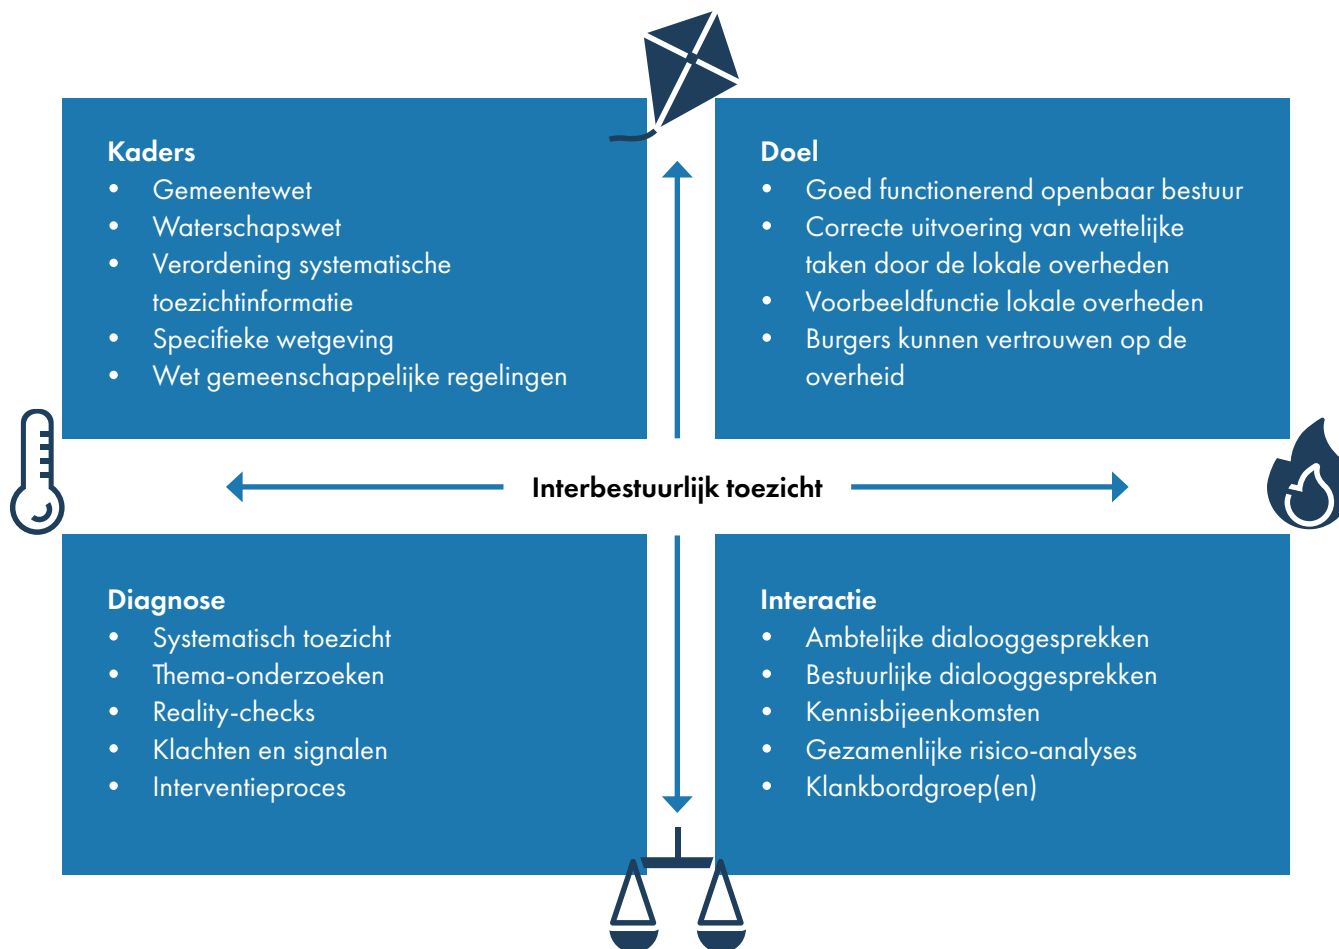 Kaders
• Gemeentewet
• Waterschapswet
• Verordening systematische
toezichtinformatie
• Specifieke wetgeving
• Wet gemeenschappelijke regelingen
Doel
• Goed functionerend openbaar bestuur
• Correcte uitvoering van wettelijke
taken door de lokale overheden
• Voorbeeldfunctie lokale overheden
• Burgers kunnen vertrouwen op de
overheid
Interbestuurlijk toezicht
Diagnose
• Systematisch toezicht
• Thema-onderzoeken
• Reality-checks
• Klachten en signalen
• Interventieproces
Interactie
• Ambtelijke dialooggesprekken
• Bestuurlijke dialooggesprekken
• Kennisbijeenkomsten
• Gezamenlijke risico-analyses
• Klankbordgroep(en)